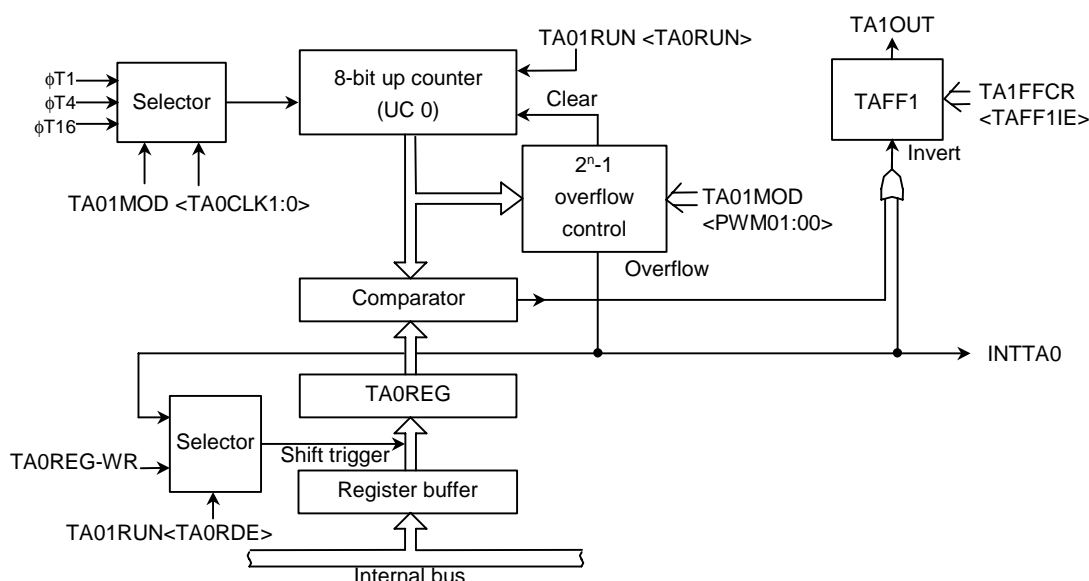 TA1OUT
TA01RUN <TA0RUN>
ϕT1
ϕT4
ϕT16
Selector
8-bit up counter
(UC 0)
Clear
TAFF1
TA1FFCR
<TAFF1IE>
Invert
TA01MOD <TA0CLK1:0>
2ⁿ-1
overflow
control
TA01MOD
<PWM01:00>
Overflow
Comparator
INTTA0
TA0REG
Selector
Shift trigger
TA0REG-WR
Register buffer
TA01RUN<TA0RDE>
Internal bus